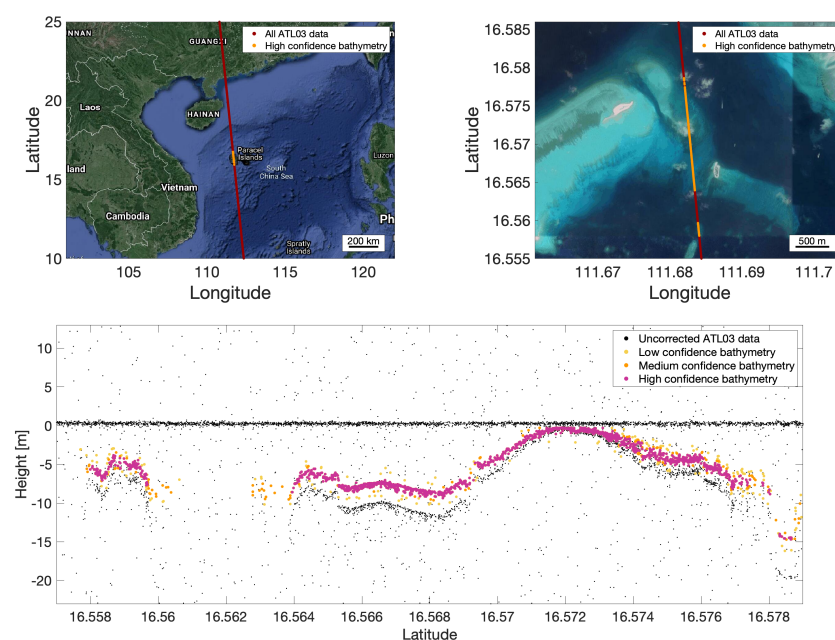 25
20
15
10
Latitude
105
110
115
120
Longitude
All ATL03 data
High confidence bathymetry
NNAN
GUANGXI
Laos
HAINAN
land
Vietnam
Cambodia
Paracel
Islands
South
China Sea
Luzon
Ph
Spratly
Islands
200 km
16.585
16.58
16.575
16.57
16.565
16.56
16.555
Latitude
111.67
111.68
111.69
111.7
Longitude
All ATL03 data
High confidence bathymetry
500 m
10
5
0
-5
-10
-15
-20
Height [m]
Uncorrected ATL03 data
Low confidence bathymetry
Medium confidence bathymetry
High confidence bathymetry
16.558
16.56
16.562
16.564
16.566
16.568
16.57
16.572
16.574
16.576
16.578
Latitude